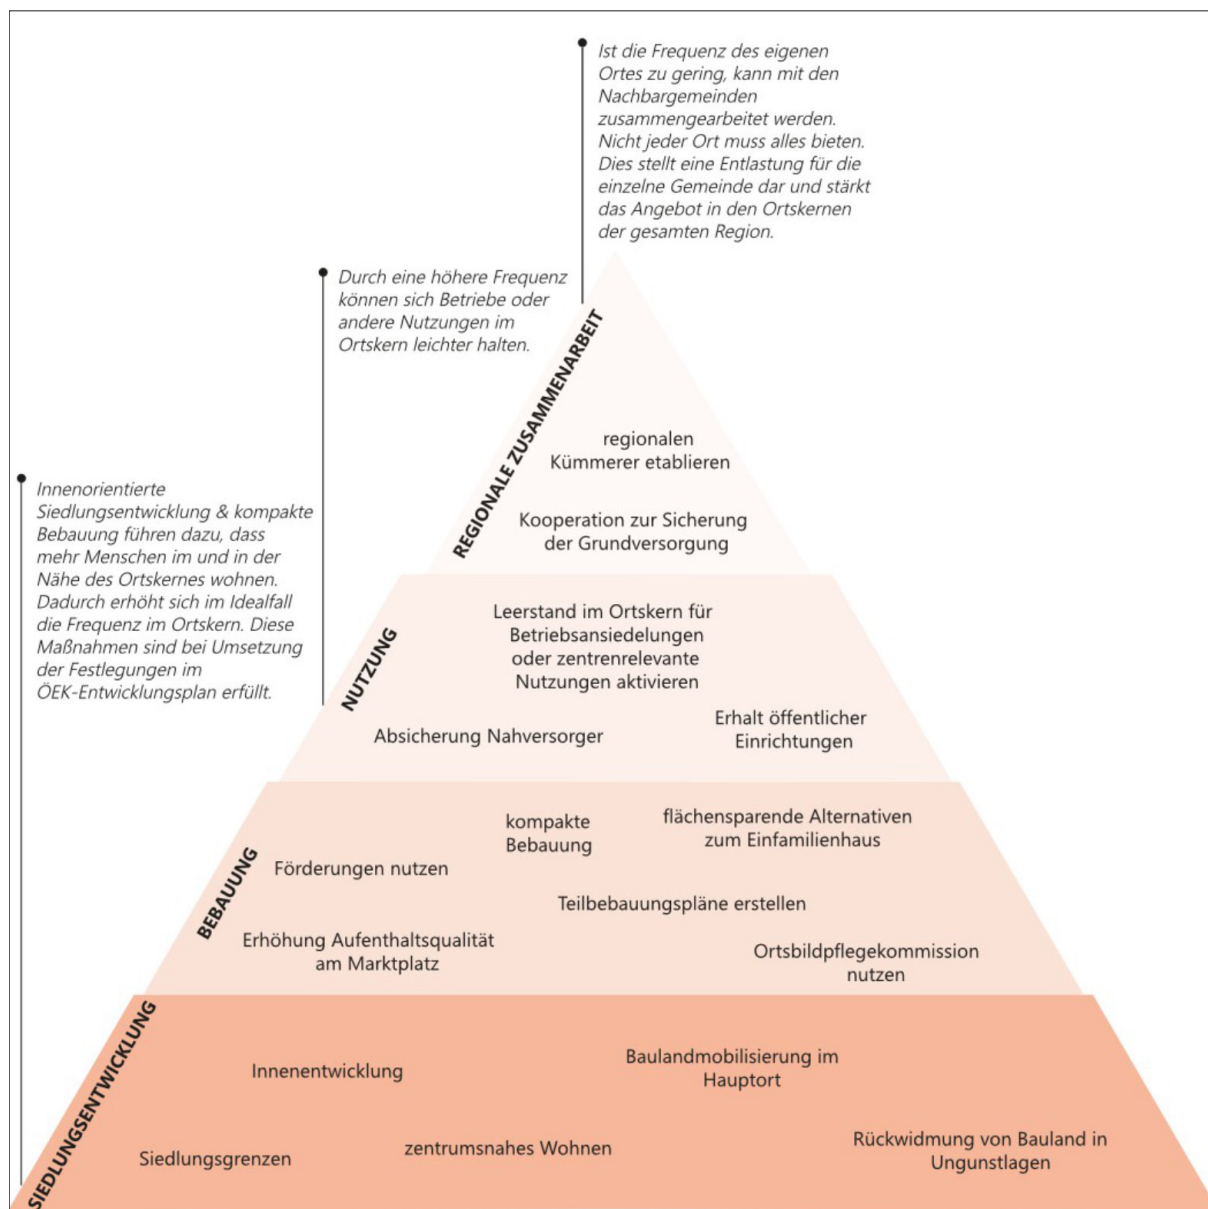 Ist die Frequenz des eigenen
Ortes zu gering, kann mit den
Nachbargemeinden
zusammengearbeitet werden.
Nicht jeder Ort muss alles bieten.
Dies stellt eine Entlastung für die
einzelne Gemeinde dar und stärkt
das Angebot in den Ortskernen
der gesamten Region.
Durch eine höhere Frequenz
können sich Betriebe oder
andere Nutzungen im
Ortskern leichter halten.
Innenorientierte
Siedlungsentwicklung & kompakte
Bebauung führen dazu, dass
mehr Menschen im und in der
Nähe des Ortskernes wohnen.
Dadurch erhöht sich im Idealfall
die Frequenz im Ortskern. Diese
Maßnahmen sind bei Umsetzung
der Festlegungen im
ÖEK-Entwicklungsplan erfüllt.
REGIONALE ZUSAMMENARBEIT
regionalen
Kümmerer etablieren
Kooperation zur Sicherung
der Grundversorgung
NUTZUNG
Leerstand im Ortskern für
Betriebsansiedelungen
oder zentrenrelevante
Nutzungen aktivieren
Absicherung Nahversorger
Erhalt öffentlicher
Einrichtungen
BEBAUUNG
kompakte
Bebauung
flächensparende Alternativen
zum Einfamilienhaus
Förderungen nutzen
Teilbebauungspläne erstellen
Erhöhung Aufenthaltsqualität
am Marktplatz
Ortsbildpflegekommission
nutzen
SIEDLUNGSENTWICKLUNG
Innenentwicklung
Baulandmobilisierung im
Hauptort
Siedlungsgrenzen
zentrumsnahes Wohnen
Rückwidmung von Bauland in
Ungunstlagen